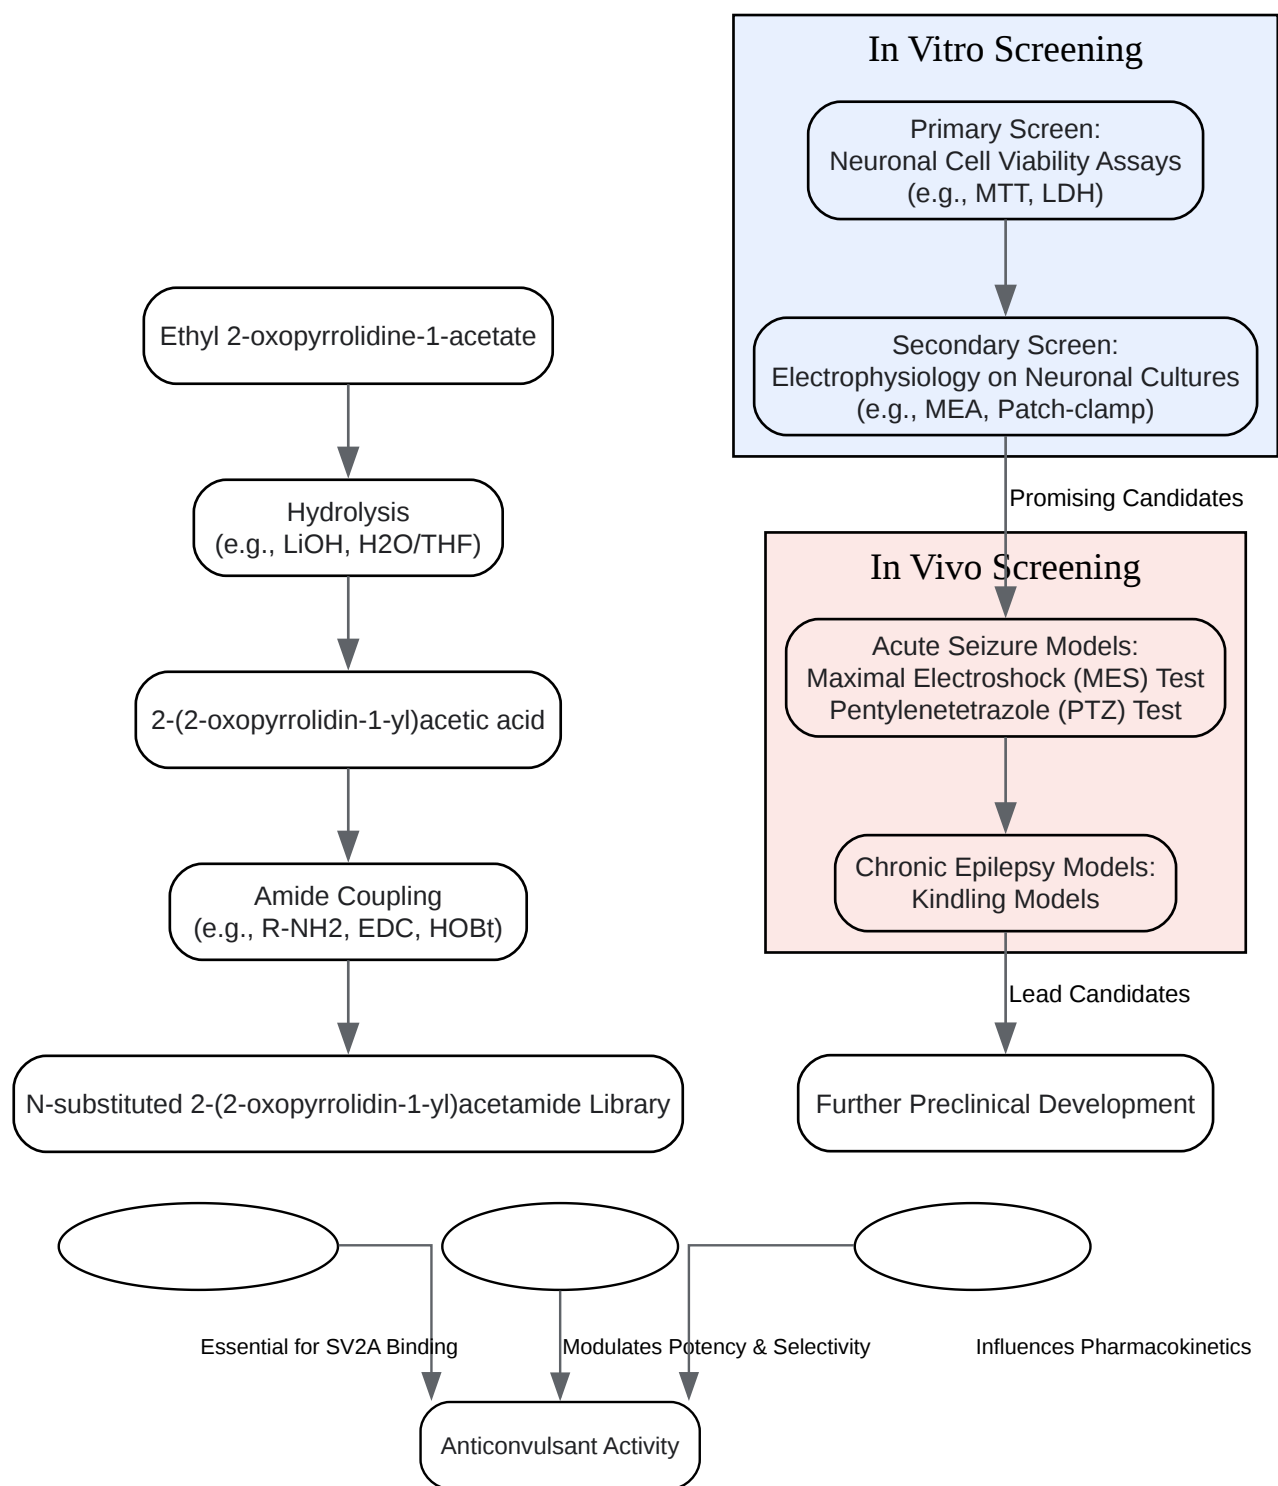 In Vitro Screening
Primary Screen:
Neuronal Cell Viability Assays
(e.g., MTT, LDH)
Secondary Screen:
Electrophysiology on Neuronal Cultures
(e.g., MEA, Patch-clamp)
Promising Candidates
In Vivo Screening
Acute Seizure Models:
Maximal Electroshock (MES) Test
Pentylenetetrazole (PTZ) Test
Chronic Epilepsy Models:
Kindling Models
Lead Candidates
Further Preclinical Development
Ethyl 2-oxopyrrolidine-1-acetate
Hydrolysis
(e.g., LiOH, H2O/THF)
2-(2-oxopyrrolidin-1-yl)acetic acid
Amide Coupling
(e.g., R-NH2, EDC, HOBt)
N-substituted 2-(2-oxopyrrolidin-1-yl)acetamide Library
Essential for SV2A Binding
Modulates Potency & Selectivity
Influences Pharmacokinetics
Anticonvulsant Activity